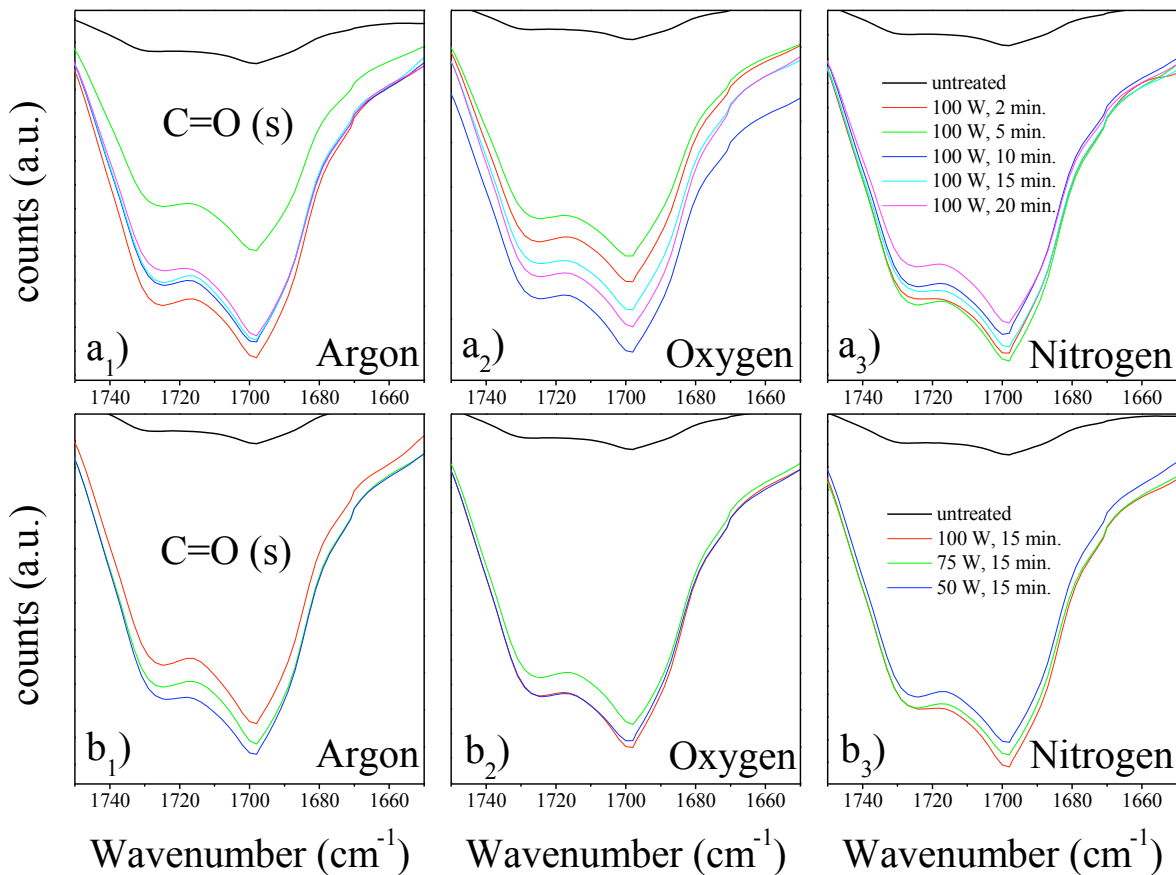 counts (a.u.)
C=O (s)
a1)
Argon
1740 1720 1700 1680 1660
a2)
Oxygen
1740 1720 1700 1680 1660
untreated
100 W, 2 min.
100 W, 5 min.
100 W, 10 min.
100 W, 15 min.
100 W, 20 min.
a3)
Nitrogen
1740 1720 1700 1680 1660
counts (a.u.)
C=O (s)
b1)
Argon
1740 1720 1700 1680 1660
Wavenumber (cm-1)
b2)
Oxygen
1740 1720 1700 1680 1660
Wavenumber (cm-1)
untreated
100 W, 15 min.
75 W, 15 min.
50 W, 15 min.
b3)
Nitrogen
1740 1720 1700 1680 1660
Wavenumber (cm-1)